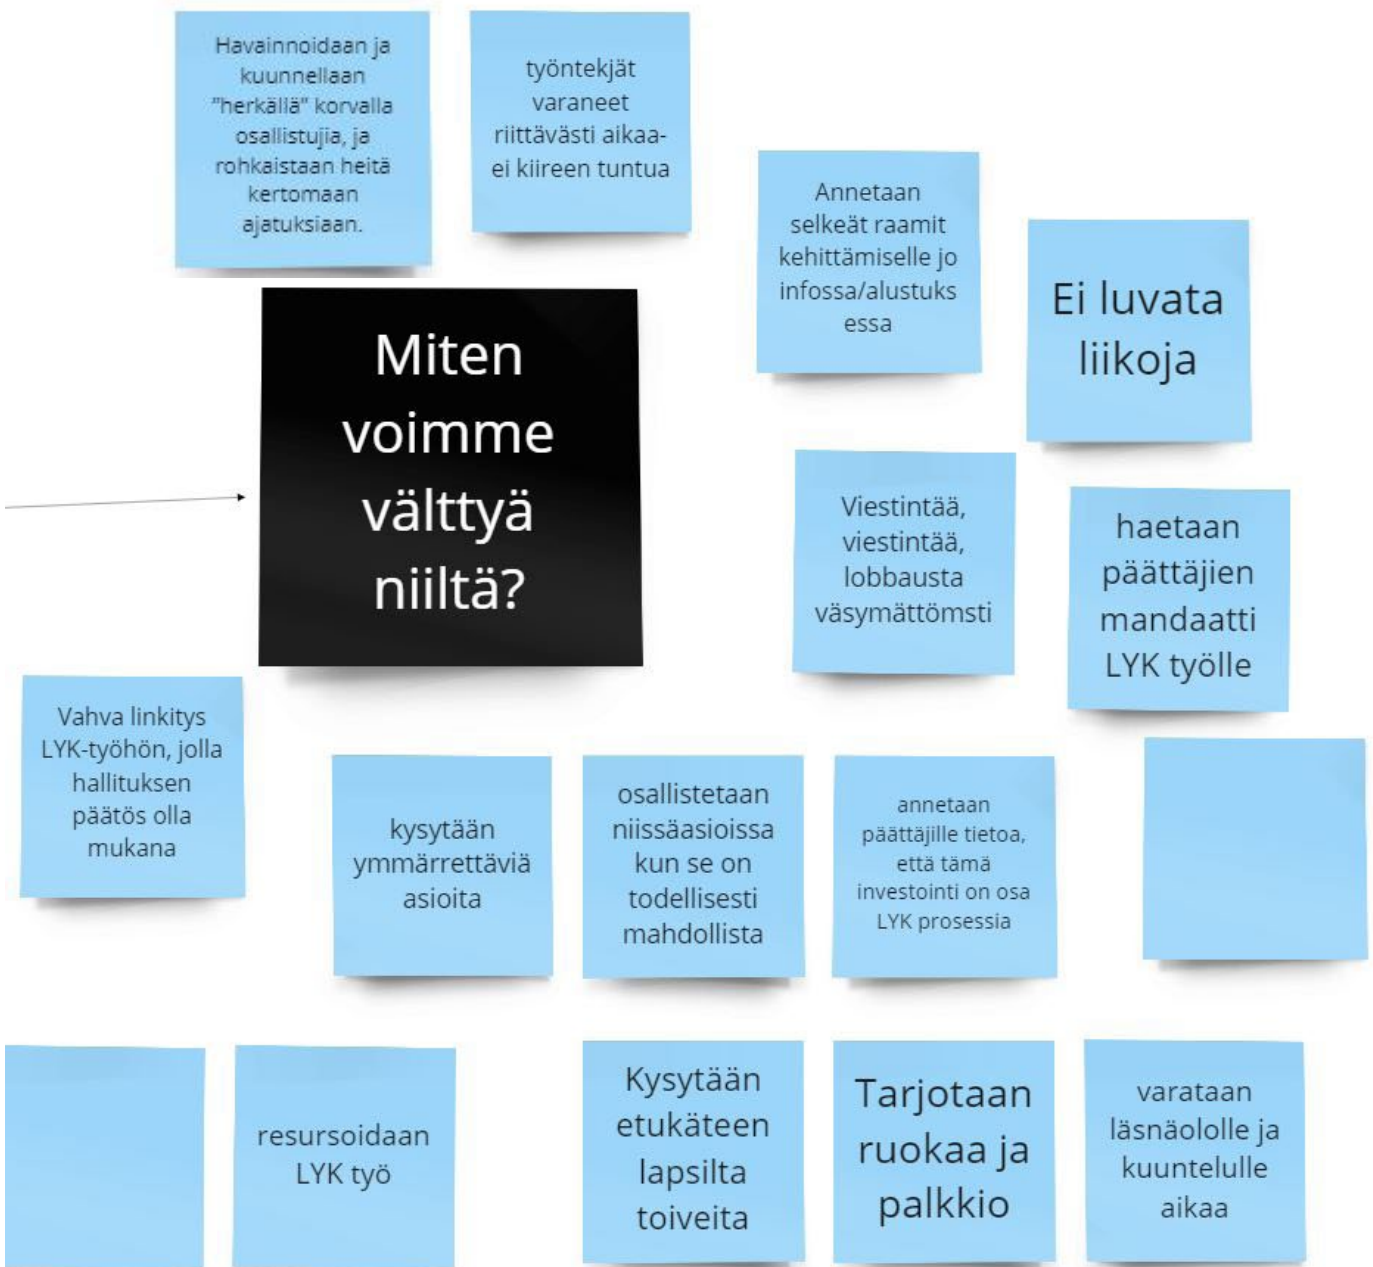 Havainnoidaan ja
kuunnellaan
"herkällä" korvalla
osallistujia, ja
rohkaistaan heitä
kertomaan
ajatuksiaan.
työntekjät
varaneet
riittävästi aikaa-
ei kiireen tuntua
Annetaan
selkeät raamit
kehittämiselle jo
infossa/alustuks
essa
Ei luvata
liikoja
Miten
voimme
välttyä
niiltä?
Viestintää,
viestintää,
lobbausta
väsymättömsti
haetaan
päättäjien
mandaatti
LYK työlle
Vahva linkitys
LYK-työhön, jolla
hallituksen
päätös olla
mukana
kysytään
ymmärrettäviä
asioita
osallistetaan
niissäasioissa
kun se on
todellisesti
mahdollista
annetaan
päättäjille tietoa,
että tämä
investointi on osa
LYK prosessia
resursoidaan
LYK työ
Kysytään
etukäteen
lapsilta
toiveita
Tarjotaan
ruokaa ja
palkkio
varataan
läsnäololle ja
kuuntelulle
aikaa